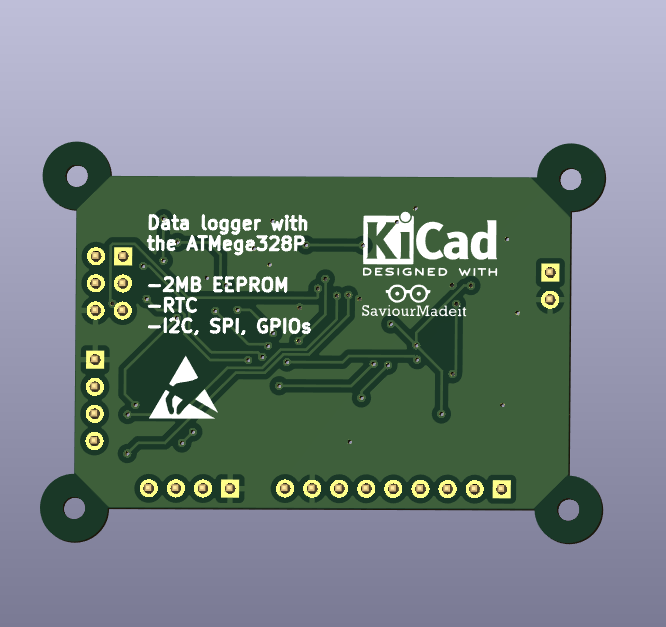 Data logger with
the ATMega328P
-2MB EEPROM
-RTC
-I2C, SPI, GPIOs
KiCad
DESIGNED WITH
SaviourMadeit